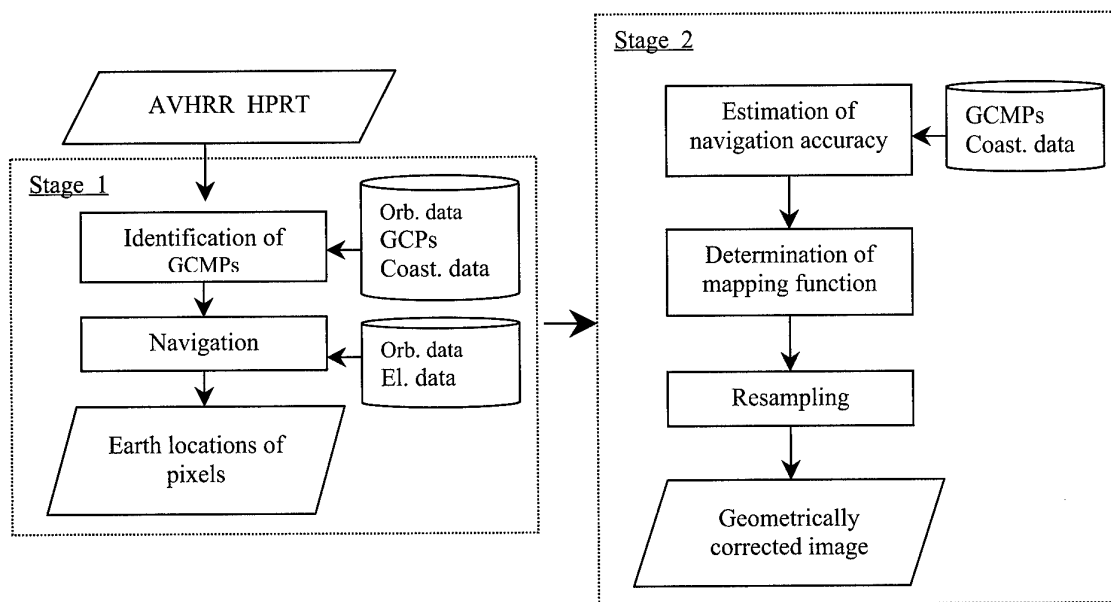 AVHRR HPRT
Stage 1
Identification of
GCMPs
Orb. data
GCPs
Coast. data
Navigation
Orb. data
El. data
Earth locations of
pixels
Stage 2
Estimation of
navigation accuracy
GCMPs
Coast. data
Determination of
mapping function
Resampling
Geometrically
corrected image